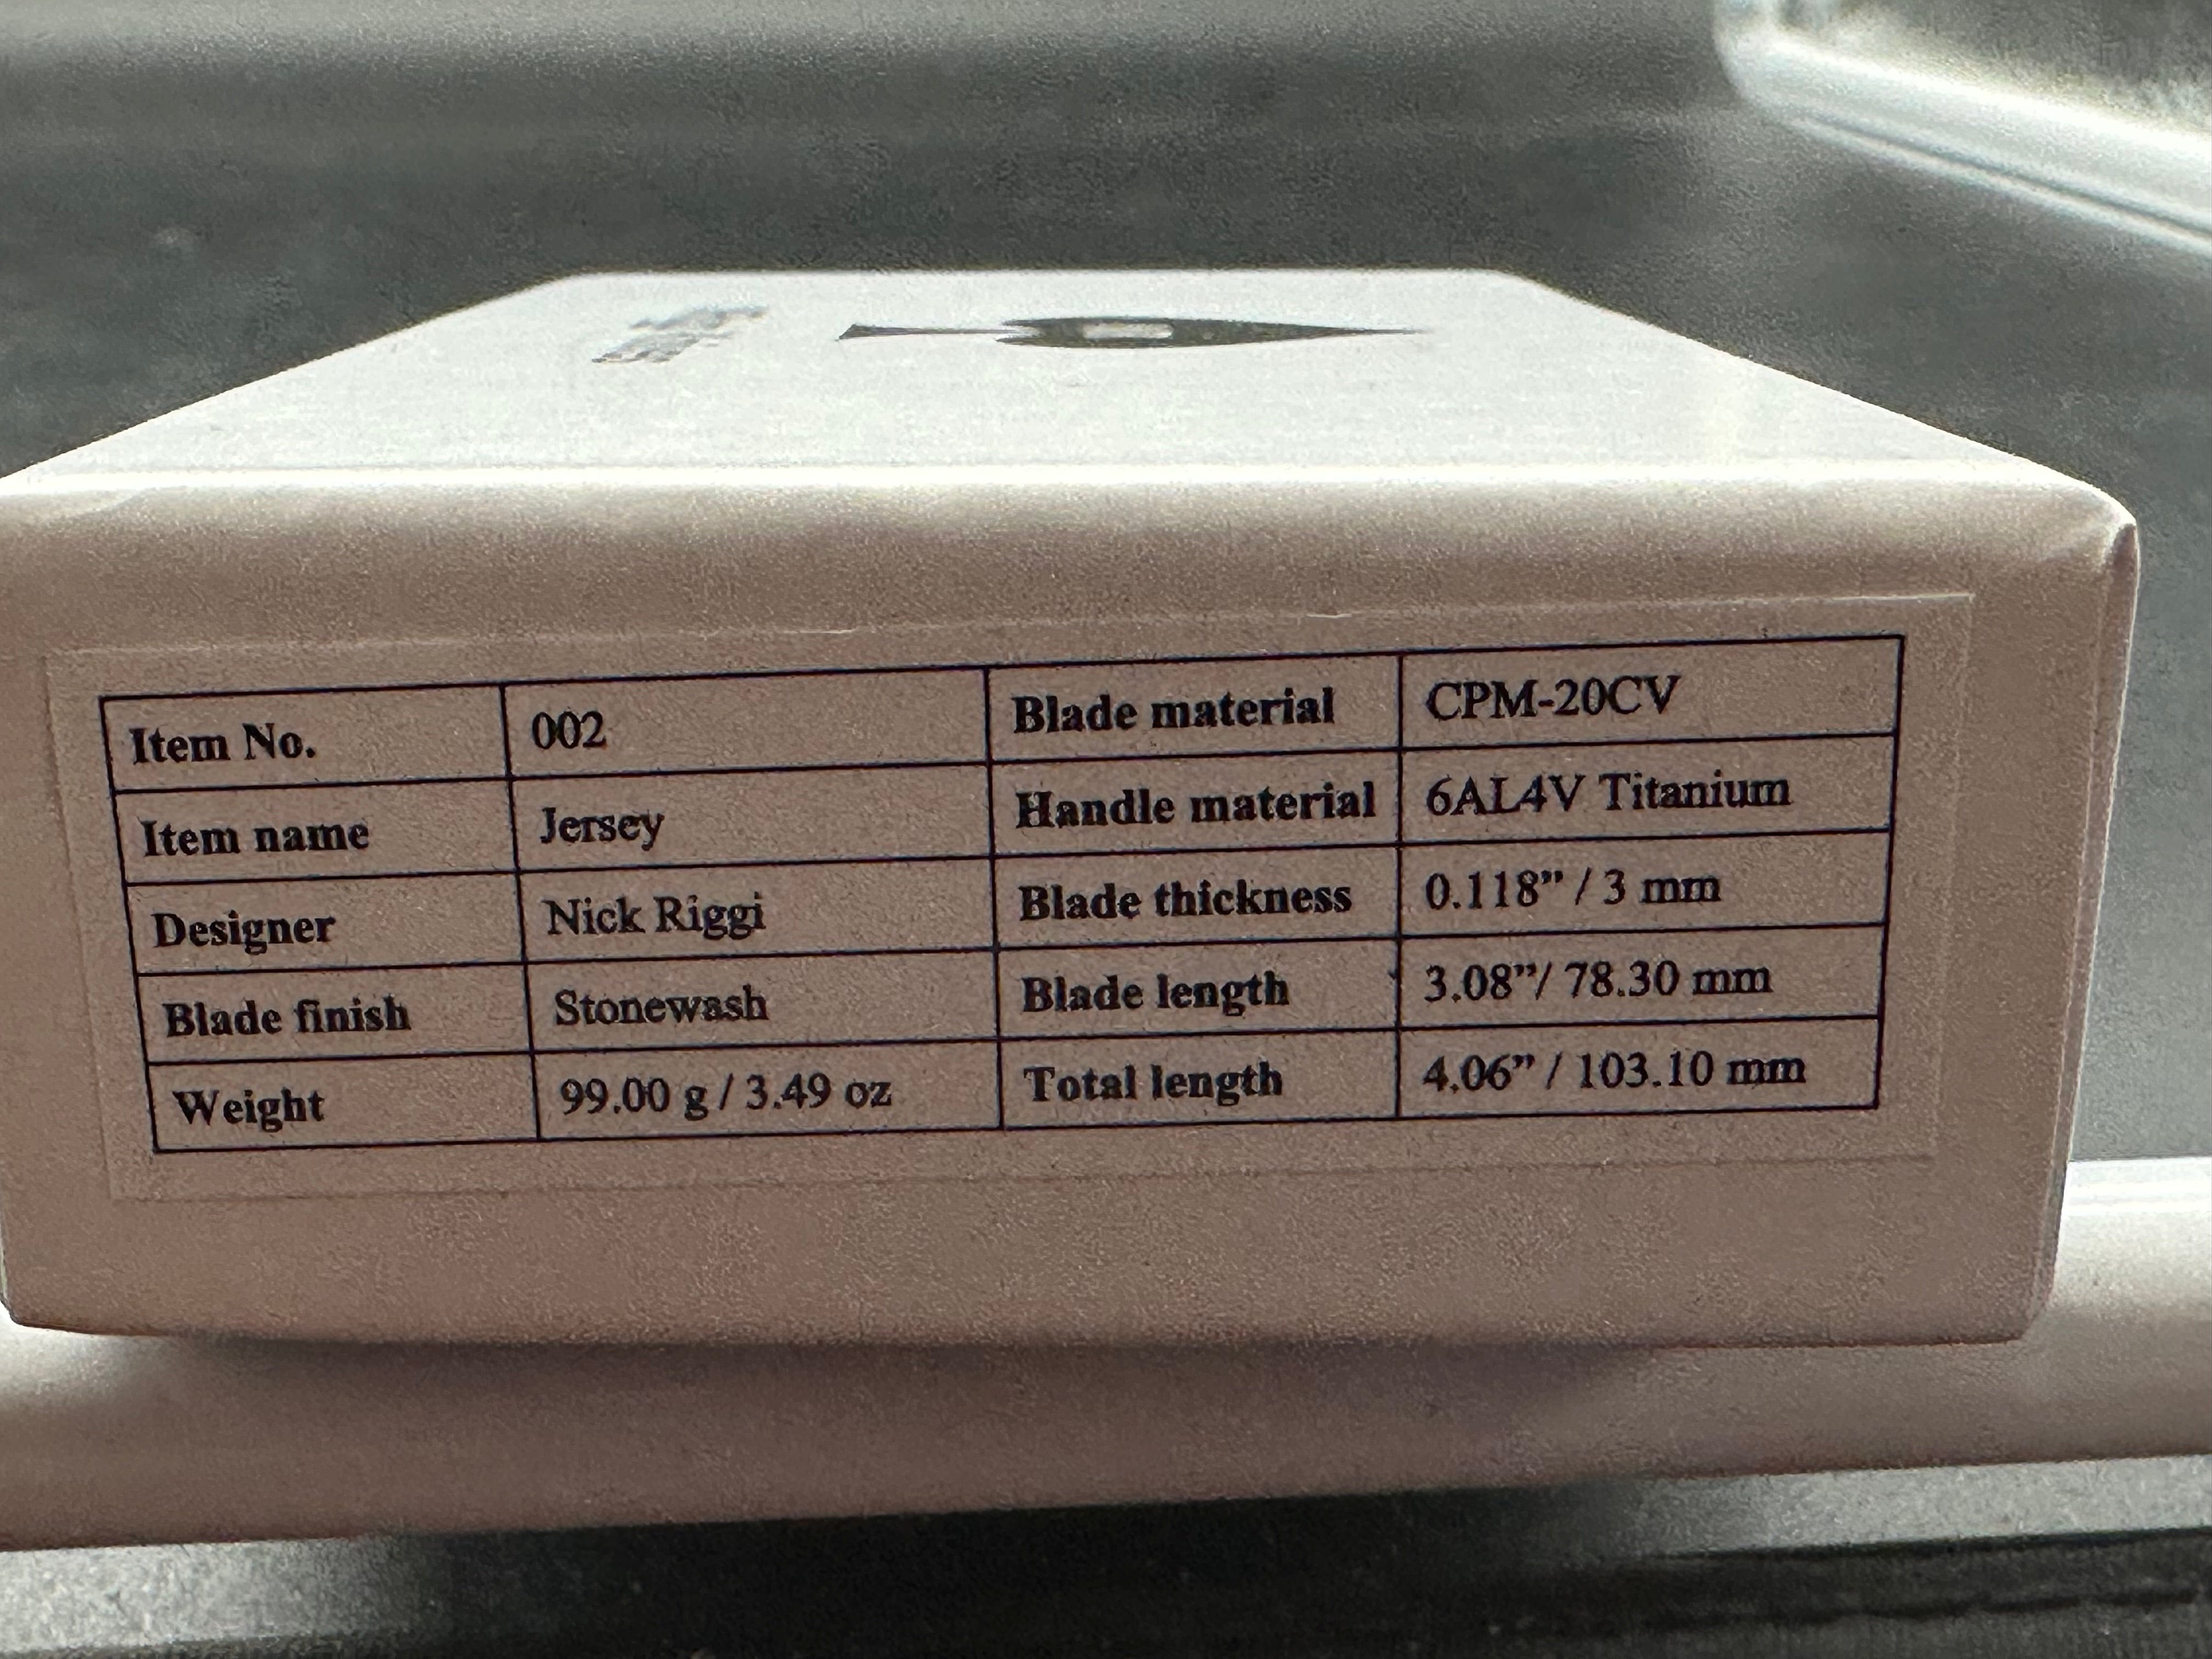 Item No. 002 Blade material CPM-20CV
Item name Jersey Handle material 6AL4V Titanium
Designer Nick Riggi Blade thickness 0.118” / 3 mm
Blade finish Stonewash Blade length 3.08”/ 78.30 mm
Weight 99.00 g / 3.49 oz Total length 4.06” / 103.10 mm